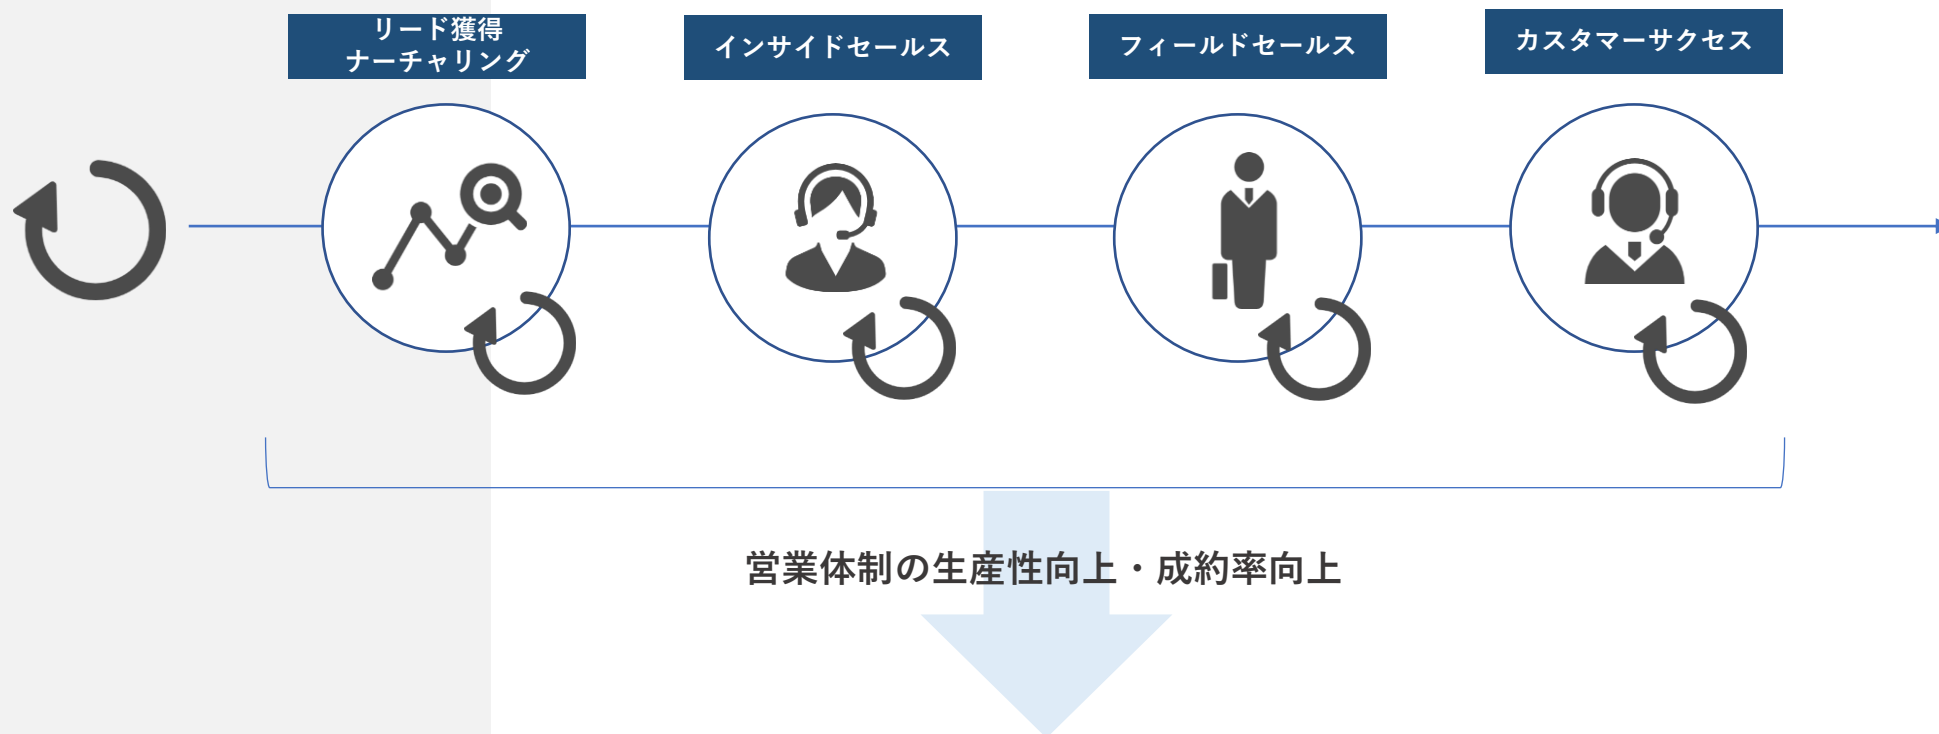 リード獲得
ナーチャリング
インサイドセールス
フィールドセールス
カスタマーサクセス
営業体制の生産性向上・成約率向上